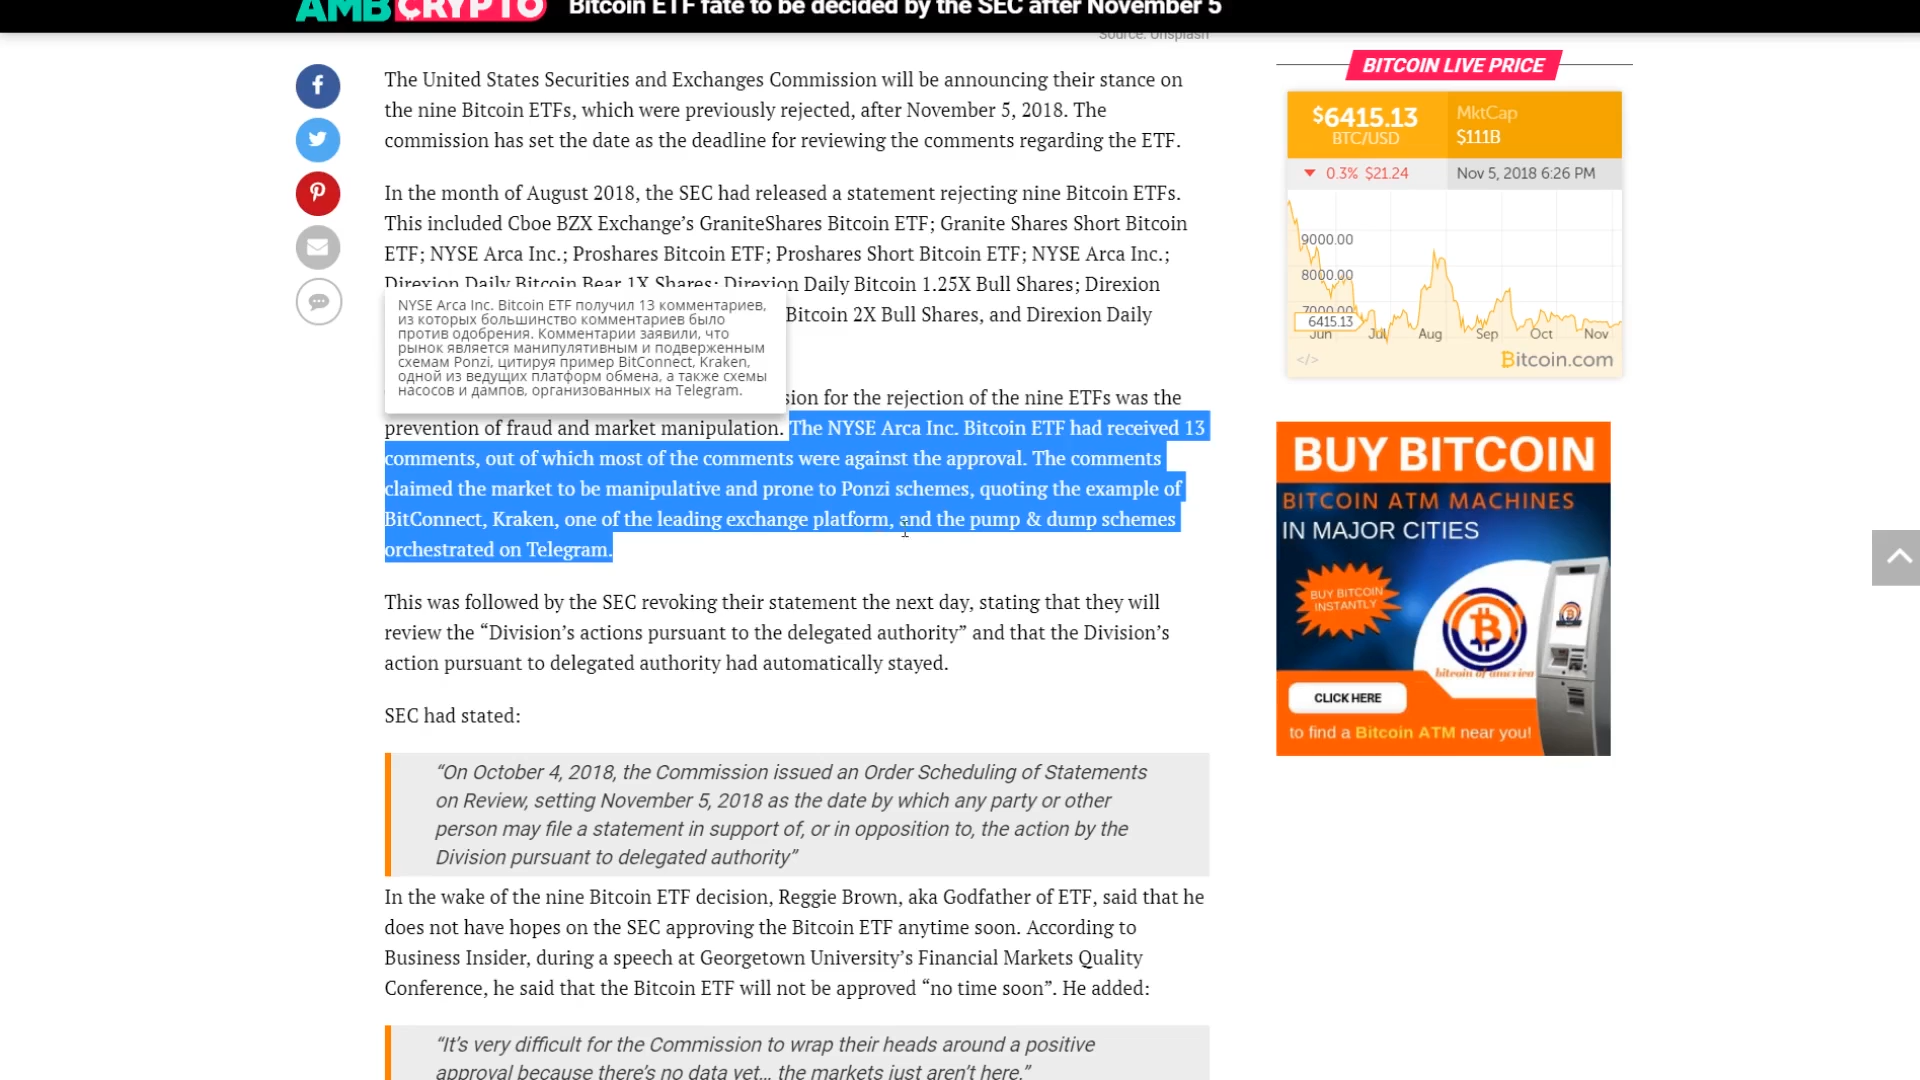 AMBCRYPTO Bitcoin ETF fate to be decided by the SEC after November 5
Source: Unsplash
The United States Securities and Exchanges Commission will be announcing their stance on
the nine Bitcoin ETFs, which were previously rejected, after November 5, 2018. The
commission has set the date as the deadline for reviewing the comments regarding the ETF.
In the month of August 2018, the SEC had released a statement rejecting nine Bitcoin ETFs.
This included Cboe BZX Exchange’s GraniteShares Bitcoin ETF; Granite Shares Short Bitcoin
ETF; NYSE Arca Inc.; Proshares Bitcoin ETF; Proshares Short Bitcoin ETF; NYSE Arca Inc.;
Direxion Daily Bitcoin Bear 1X Shares; Direxion Daily Bitcoin 1.25X Bull Shares; Direxion
Bitcoin 2X Bull Shares, and Direxion Daily
NYSE Arca Inc. Bitcoin ETF получил 13 комментариев,
из которых большинство комментариев было
против одобрения. Комментарии заявили, что
рынок является манипулятивным и подверженным
схемам Ponzi, цитируя пример BitConnect, Kraken,
одной из ведущих платформ обмена, а также схемы
насосов и дампов, организованных на Telegram.
sion for the rejection of the nine ETFs was the
prevention of fraud and market manipulation. The NYSE Arca Inc. Bitcoin ETF had received 13
comments, out of which most of the comments were against the approval. The comments
claimed the market to be manipulative and prone to Ponzi schemes, quoting the example of
BitConnect, Kraken, one of the leading exchange platform, and the pump & dump schemes
orchestrated on Telegram.
This was followed by the SEC revoking their statement the next day, stating that they will
review the “Division’s actions pursuant to the delegated authority” and that the Division’s
action pursuant to delegated authority had automatically stayed.
SEC had stated:
“On October 4, 2018, the Commission issued an Order Scheduling of Statements
on Review, setting November 5, 2018 as the date by which any party or other
person may file a statement in support of, or in opposition to, the action by the
Division pursuant to delegated authority”
In the wake of the nine Bitcoin ETF decision, Reggie Brown, aka Godfather of ETF, said that he
does not have hopes on the SEC approving the Bitcoin ETF anytime soon. According to
Business Insider, during a speech at Georgetown University’s Financial Markets Quality
Conference, he said that the Bitcoin ETF will not be approved “no time soon”. He added:
“It’s very difficult for the Commission to wrap their heads around a positive
approval because there’s no data yet... the markets just aren’t here.”
BITCOIN LIVE PRICE
$6415.13
BTC/USD
MktCap
$111B
0.3% $21.24
Nov 5, 2018 6:26 PM
9000.00
8000.00
7000.00
6415.13
Jun Jul Aug Sep Oct Nov
</>
Bitcoin.com
BUY BITCOIN
BITCOIN ATM MACHINES
IN MAJOR CITIES
BUY BITCOIN
INSTANTLY
bitcoin of america
CLICK HERE
to find a Bitcoin ATM near you!